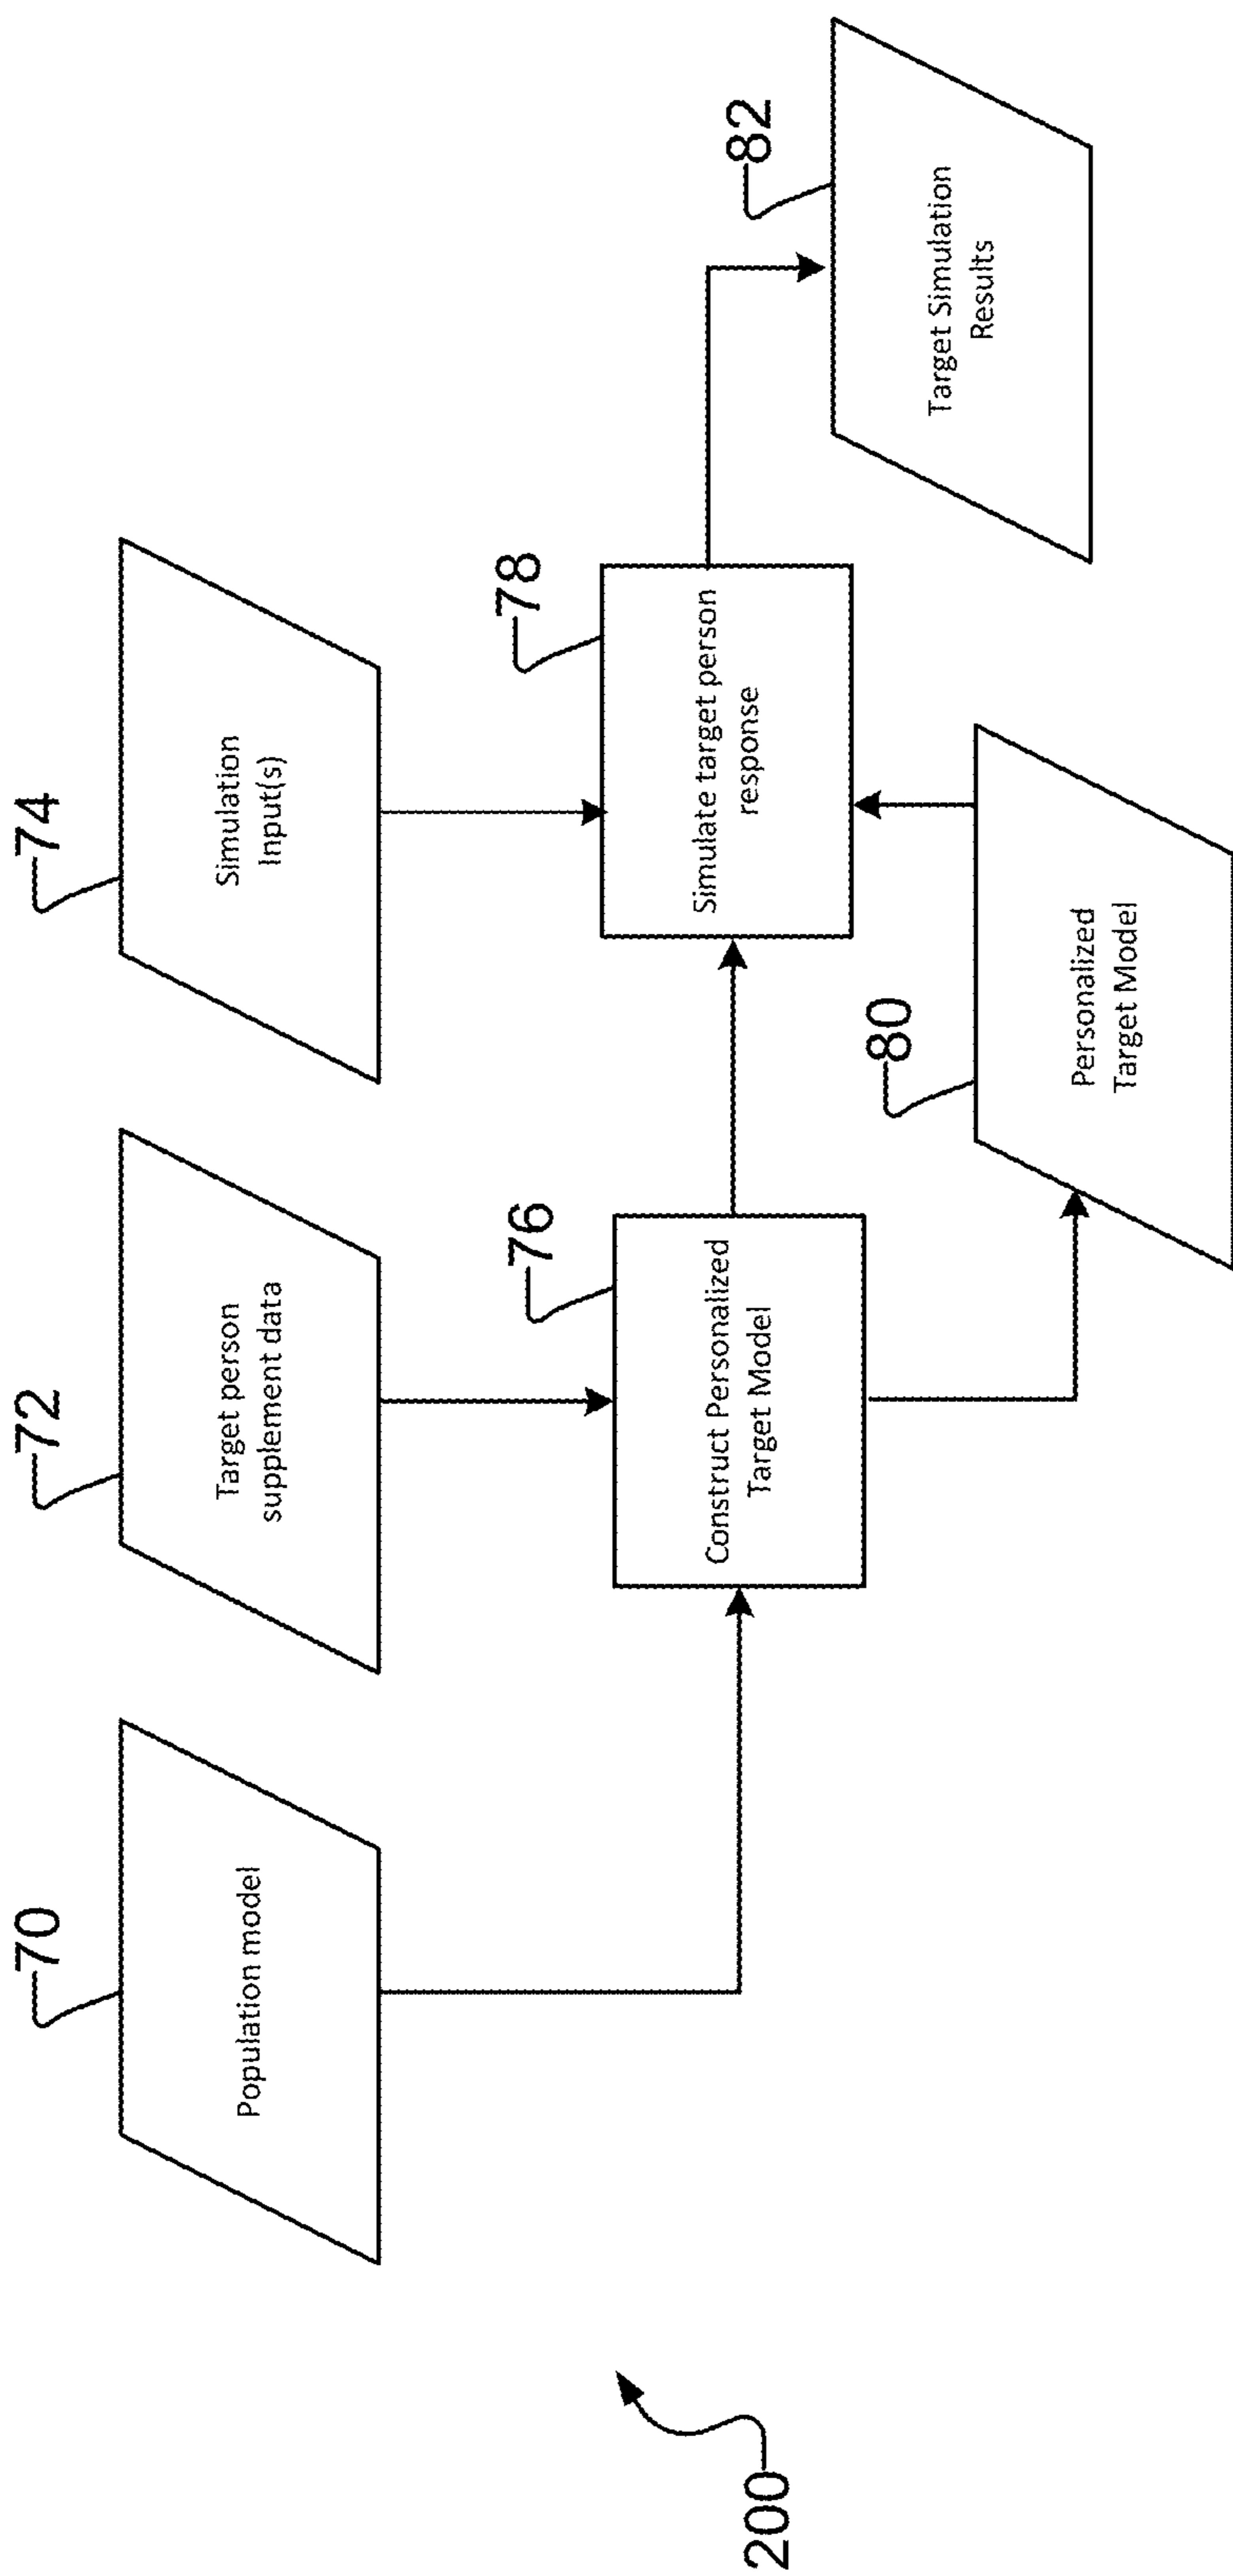 70
72
74
Population model
Target person
supplement data
Simulation
Input(s)
76
78
82
Construct Personalized
Target Model
Simulate target person
response
Target Simulation
Results
80
Personalized
Target Model
200